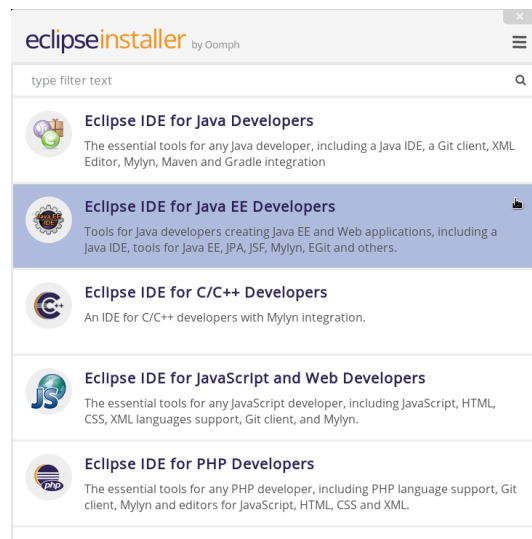 eclipseinstaller by Oomph
type filter text
Eclipse IDE for Java Developers
The essential tools for any Java developer, including a Java IDE, a Git client, XML
Editor, Mylyn, Maven and Gradle integration
Java EE
IDE
Eclipse IDE for Java EE Developers
Tools for Java developers creating Java EE and Web applications, including a
Java IDE, tools for Java EE, JPA, JSF, Mylyn, EGit and others.
C++
Eclipse IDE for C/C++ Developers
An IDE for C/C++ developers with Mylyn integration.
JS
Eclipse IDE for JavaScript and Web Developers
The essential tools for any JavaScript developer, including JavaScript, HTML,
CSS, XML languages support, Git client, and Mylyn.
php
Eclipse IDE for PHP Developers
The essential tools for any PHP developer, including PHP language support, Git
client, Mylyn and editors for JavaScript, HTML, CSS and XML.